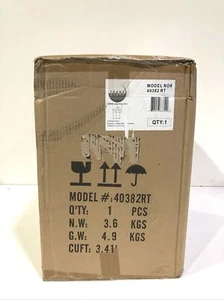 MODEL NO#
40382 RT
QTY:1
MODEL #:40382RT
Q'TY: 1 PCS
N.W: 3.6 KGS
G.W: 4.9 KGS
CUFT: 3.41'